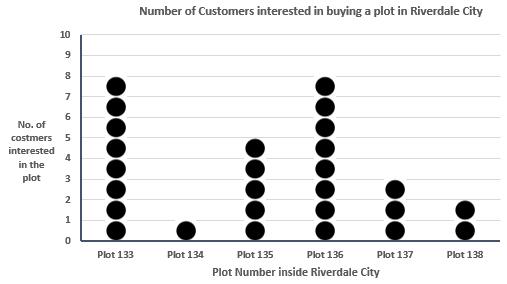 Number of Customers interested in buying a plot in Riverdale City
10
9
8
7
6
5
4
3
2
1
0
No. of
costmers
interested
in the
plot
Plot 133 Plot 134 Plot 135 Plot 136 Plot 137 Plot 138
Plot Number inside Riverdale City